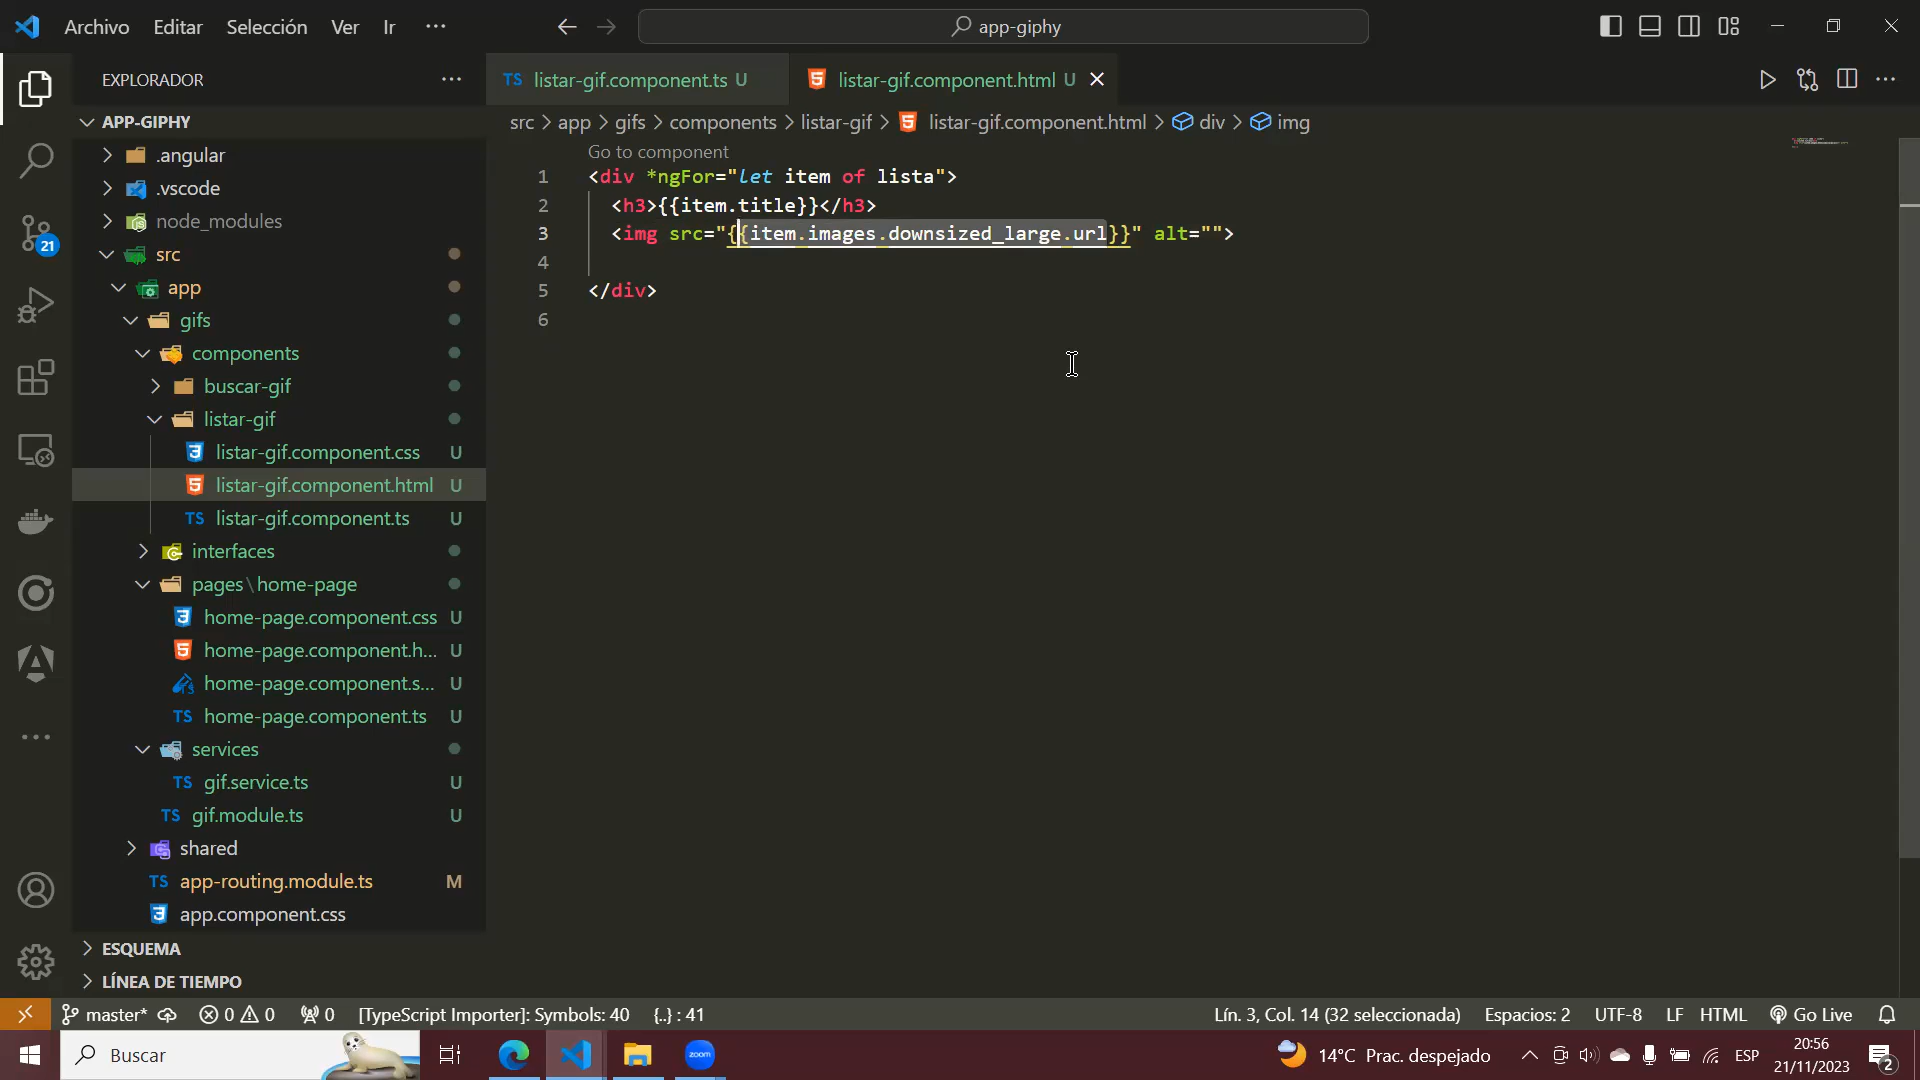 Archivo Editar Selección Ver Ir ···
app-giphy
EXPLORADOR
APP-GIPHY
.angular
.vscode
node_modules
src
app
gifs
components
buscar-gif
listar-gif
listar-gif.component.css U
listar-gif.component.html U
listar-gif.component.ts U
interfaces
pages\home-page
home-page.component.css U
home-page.component.h... U
home-page.component.s... U
home-page.component.ts U
services
gif.service.ts U
gif.module.ts U
shared
app-routing.module.ts M
app.component.css
ESQUEMA
LÍNEA DE TIEMPO
21
TS listar-gif.component.ts U
listar-gif.component.html U
src > app > gifs > components > listar-gif > listar-gif.component.html > div > img
Go to component
1 <div *ngFor="let item of lista">
2 <h3>{{item.title}}</h3>
3 <img src="{{item.images.downsized_large.url}}" alt="">
4
5 </div>
6
master* 0 0 0 [TypeScript Importer]: Symbols: 40 {..} : 41
Lín. 3, Col. 14 (32 seleccionada) Espacios: 2 UTF-8 LF HTML Go Live
Buscar
zoom
14°C Prac. despejado
ESP
20:56
21/11/2023
2